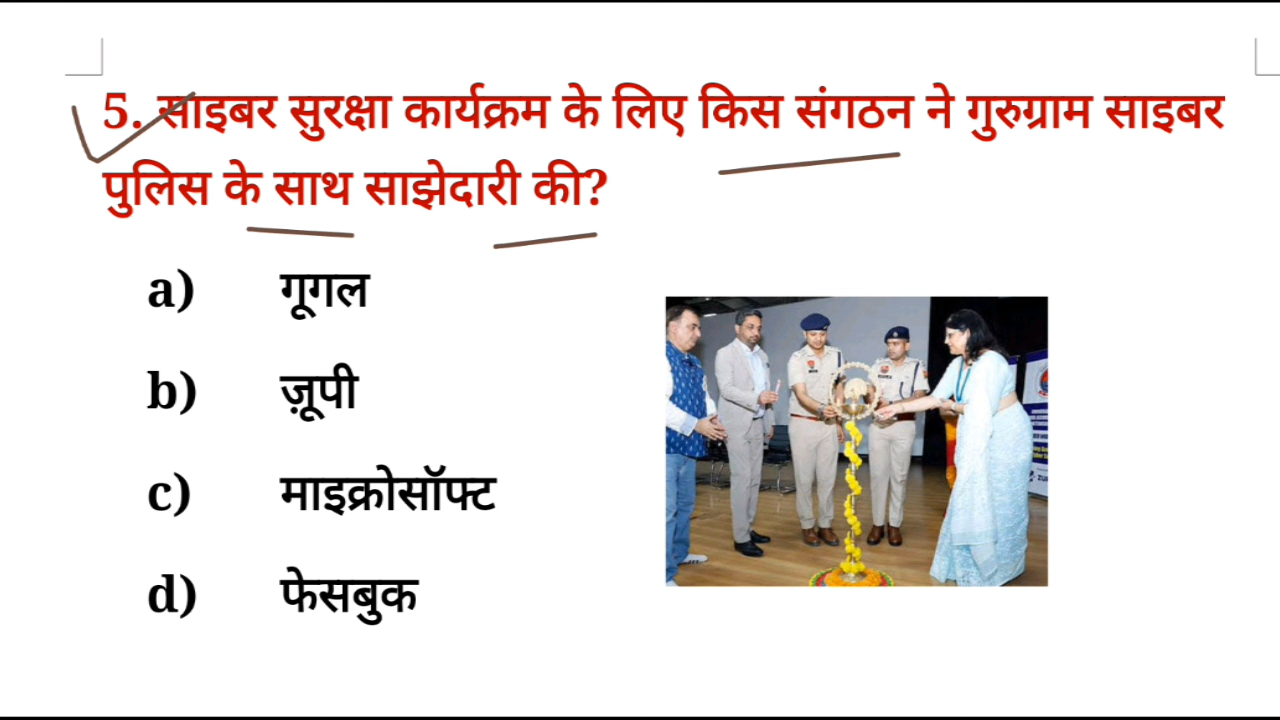 5. साइबर सुरक्षा कार्यक्रम के लिए किस संगठन ने गुरुग्राम साइबर
पुलिस के साथ साझेदारी की?
a) गूगल
b) ज़ूपी
c) माइक्रोसॉफ्ट
d) फेसबुक